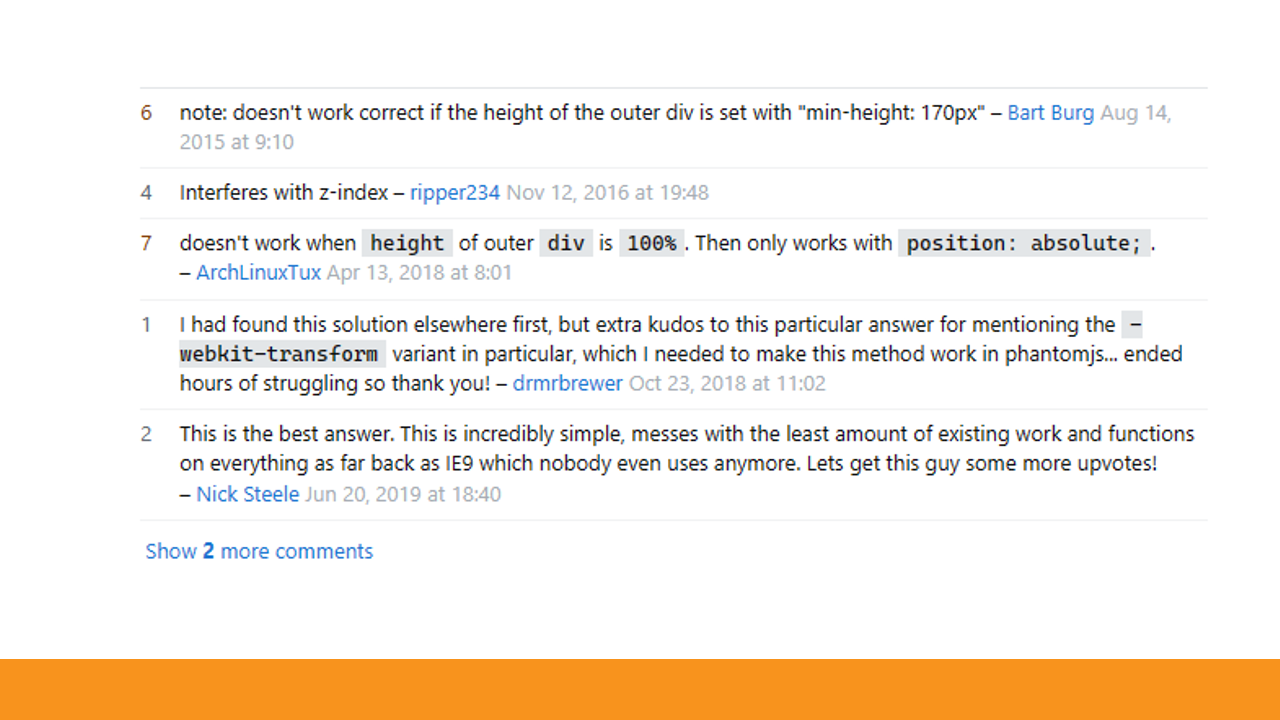 6 note: doesn't work correct if the height of the outer div is set with "min-height: 170px" – Bart Burg Aug 14,
2015 at 9:10
4 Interferes with z-index – ripper234 Nov 12, 2016 at 19:48
7 doesn't work when height of outer div is 100%. Then only works with position: absolute;.
– ArchLinuxTux Apr 13, 2018 at 8:01
1 I had found this solution elsewhere first, but extra kudos to this particular answer for mentioning the -
webkit-transform variant in particular, which I needed to make this method work in phantomjs... ended
hours of struggling so thank you! – drmrbrewer Oct 23, 2018 at 11:02
2 This is the best answer. This is incredibly simple, messes with the least amount of existing work and functions
on everything as far back as IE9 which nobody even uses anymore. Lets get this guy some more upvotes!
– Nick Steele Jun 20, 2019 at 18:40
Show 2 more comments